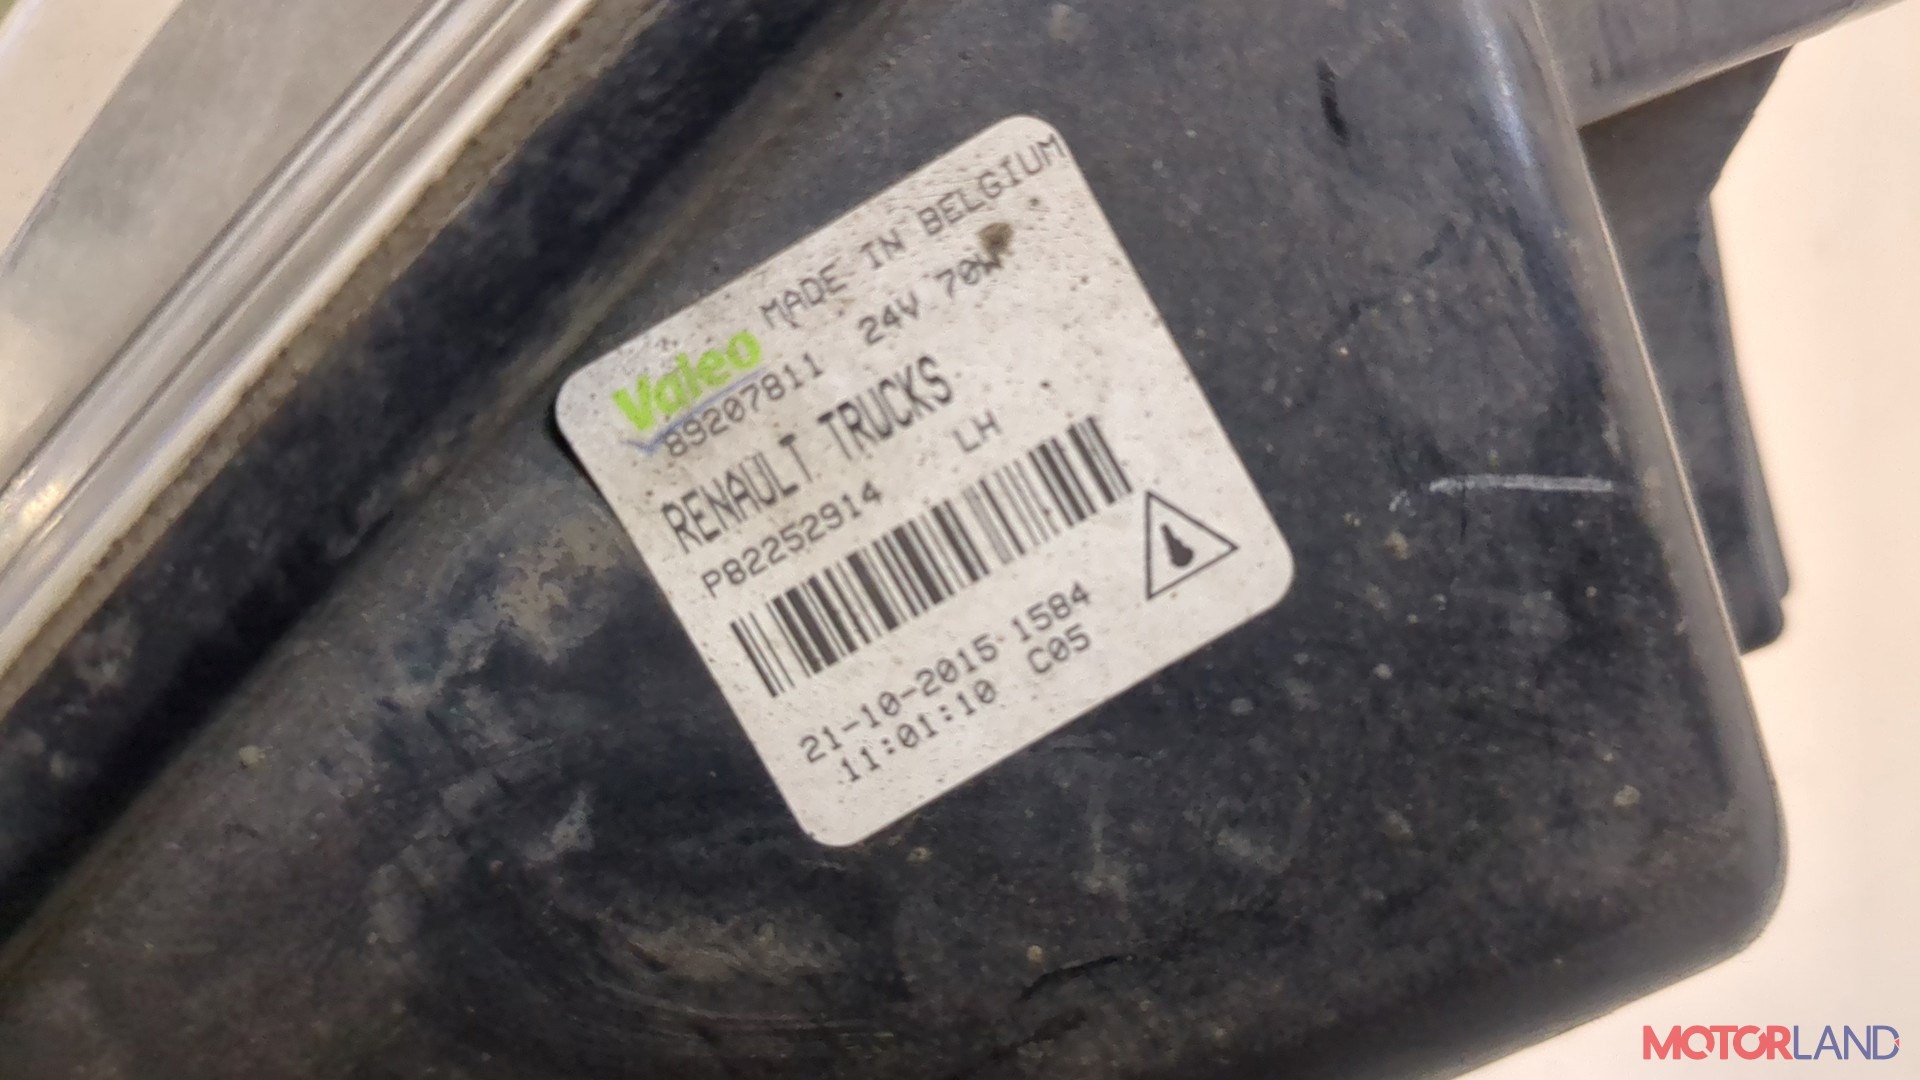 Valeo MADE IN BELGIUM
89207811 24V 70W
RENAULT TRUCKS
P82252914 LH
21-10-2015 1584
11:01:10 C05
MOTORLAND